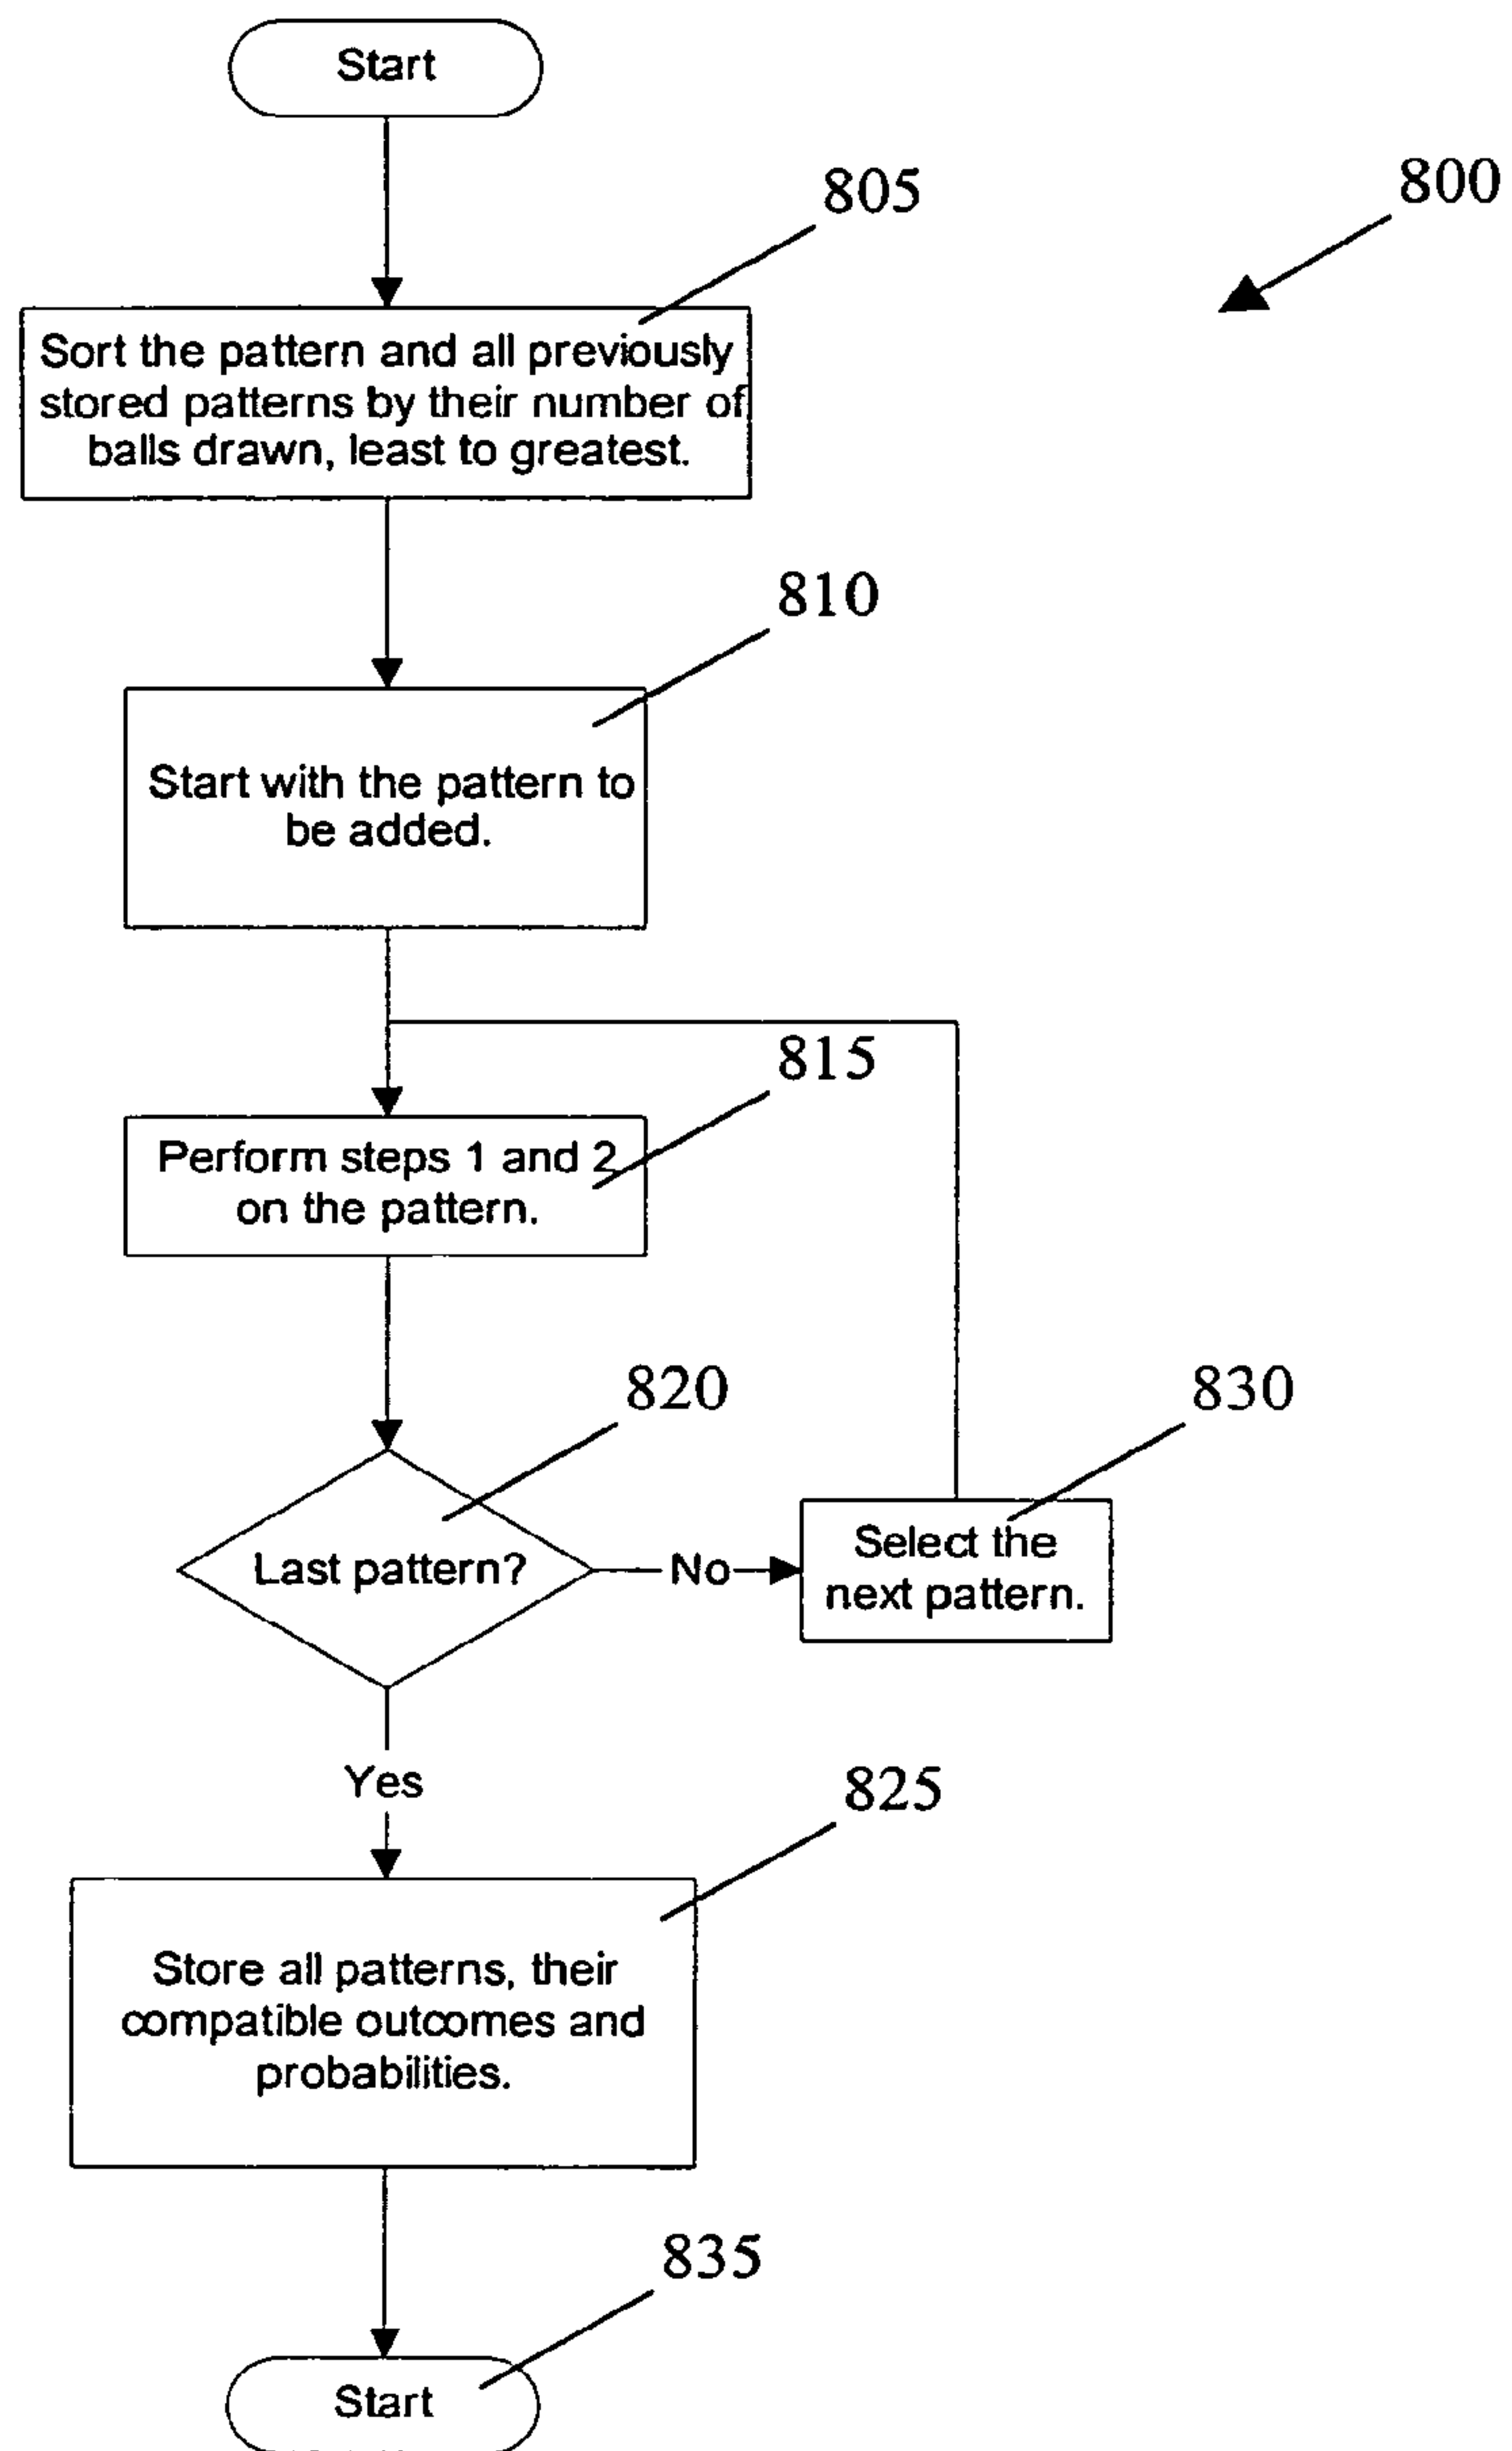 Start
805
800
Sort the pattern and all previously
stored patterns by their number of
balls drawn, least to greatest.
810
Start with the pattern to
be added.
815
Perform steps 1 and 2
on the pattern.
820
830
Last pattern?
No
Select the
next pattern.
Yes
825
Store all patterns, their
compatible outcomes and
probabilities.
835
Start